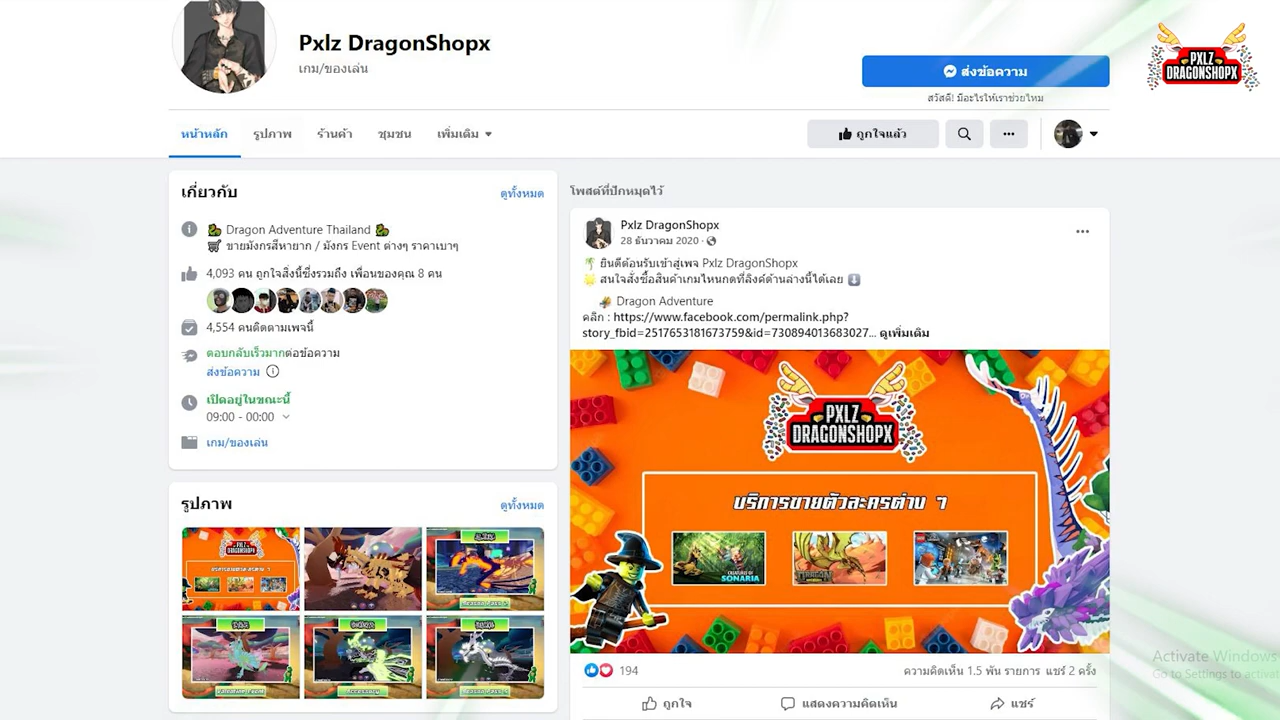 Pxlz DragonShopx
เกม/ของเล่น
ส่งข้อความ
สวัสดี! มีอะไรให้เราช่วยไหม
PXLZ
DRAGONSHOPX
หน้าหลัก
รูปภาพ
ร้านค้า
ชุมชน
เพิ่มเติม
ถูกใจแล้ว
เกี่ยวกับ
ดูทั้งหมด
Dragon Adventure Thailand
ขายมังกรสีหายาก / มังกร Event ต่างๆ ราคาเบาๆ
4,093 คน ถูกใจสิ่งนี้ซึ่งรวมถึง เพื่อนของคุณ 8 คน
4,554 คนติดตามเพจนี้
ตอบกลับเร็วมากต่อข้อความ
ส่งข้อความ
เปิดอยู่ในขณะนี้
09:00 - 00:00
เกม/ของเล่น
รูปภาพ
ดูทั้งหมด
โพสต์ที่ปักหมุดไว้
Pxlz DragonShopx
28 ธันวาคม 2020
ยินดีต้อนรับเข้าสู่เพจ Pxlz DragonShopx
สนใจสั่งซื้อสินค้าเกมไหนกดที่ลิงค์ด้านล่างนี้ได้เลย
Dragon Adventure
คลิก : https://www.facebook.com/permalink.php?
story_fbid=2517653181673759&id=730894013683027... ดูเพิ่มเติม
PXLZ
DRAGONSHOPX
บริการขายตัวละครต่าง ๆ
CREATURES OF
SONARIA
194
ความคิดเห็น 1.5 พัน รายการ แชร์ 2 ครั้ง
ถูกใจ
แสดงความคิดเห็น
แชร์
Activate Windows
Go to Settings to activat